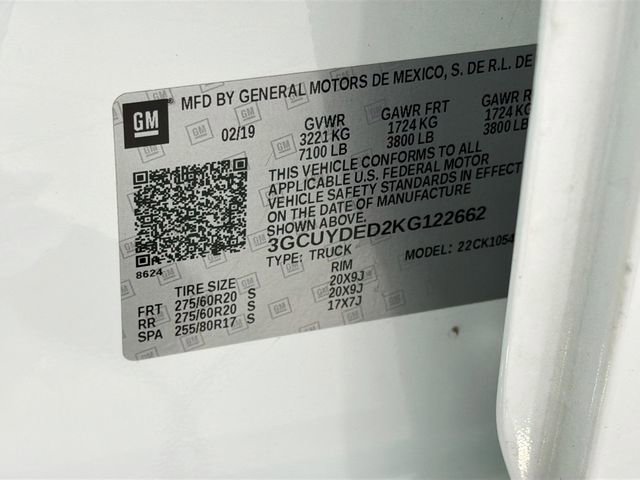 GM
MFD BY GENERAL MOTORS DE MEXICO, S. DE R.L. DE
02/19
GVWR GAWR FRT GAWR R
3221 KG 1724 KG 1724 KG
7100 LB 3800 LB 3800 LB
THIS VEHICLE CONFORMS TO ALL
APPLICABLE U.S. FEDERAL MOTOR
VEHICLE SAFETY STANDARDS IN EFFECT
ON THE DATE OF MANUFACTURE
SHOWN ABOVE.
3GCUYDED2KG122662
TYPE: TRUCK MODEL: 22CK1054
8624
TIRE SIZE RIM
FRT 275/60R20 S 20X9J
RR 275/60R20 S 20X9J
SPA 255/80R17 S 17X7J